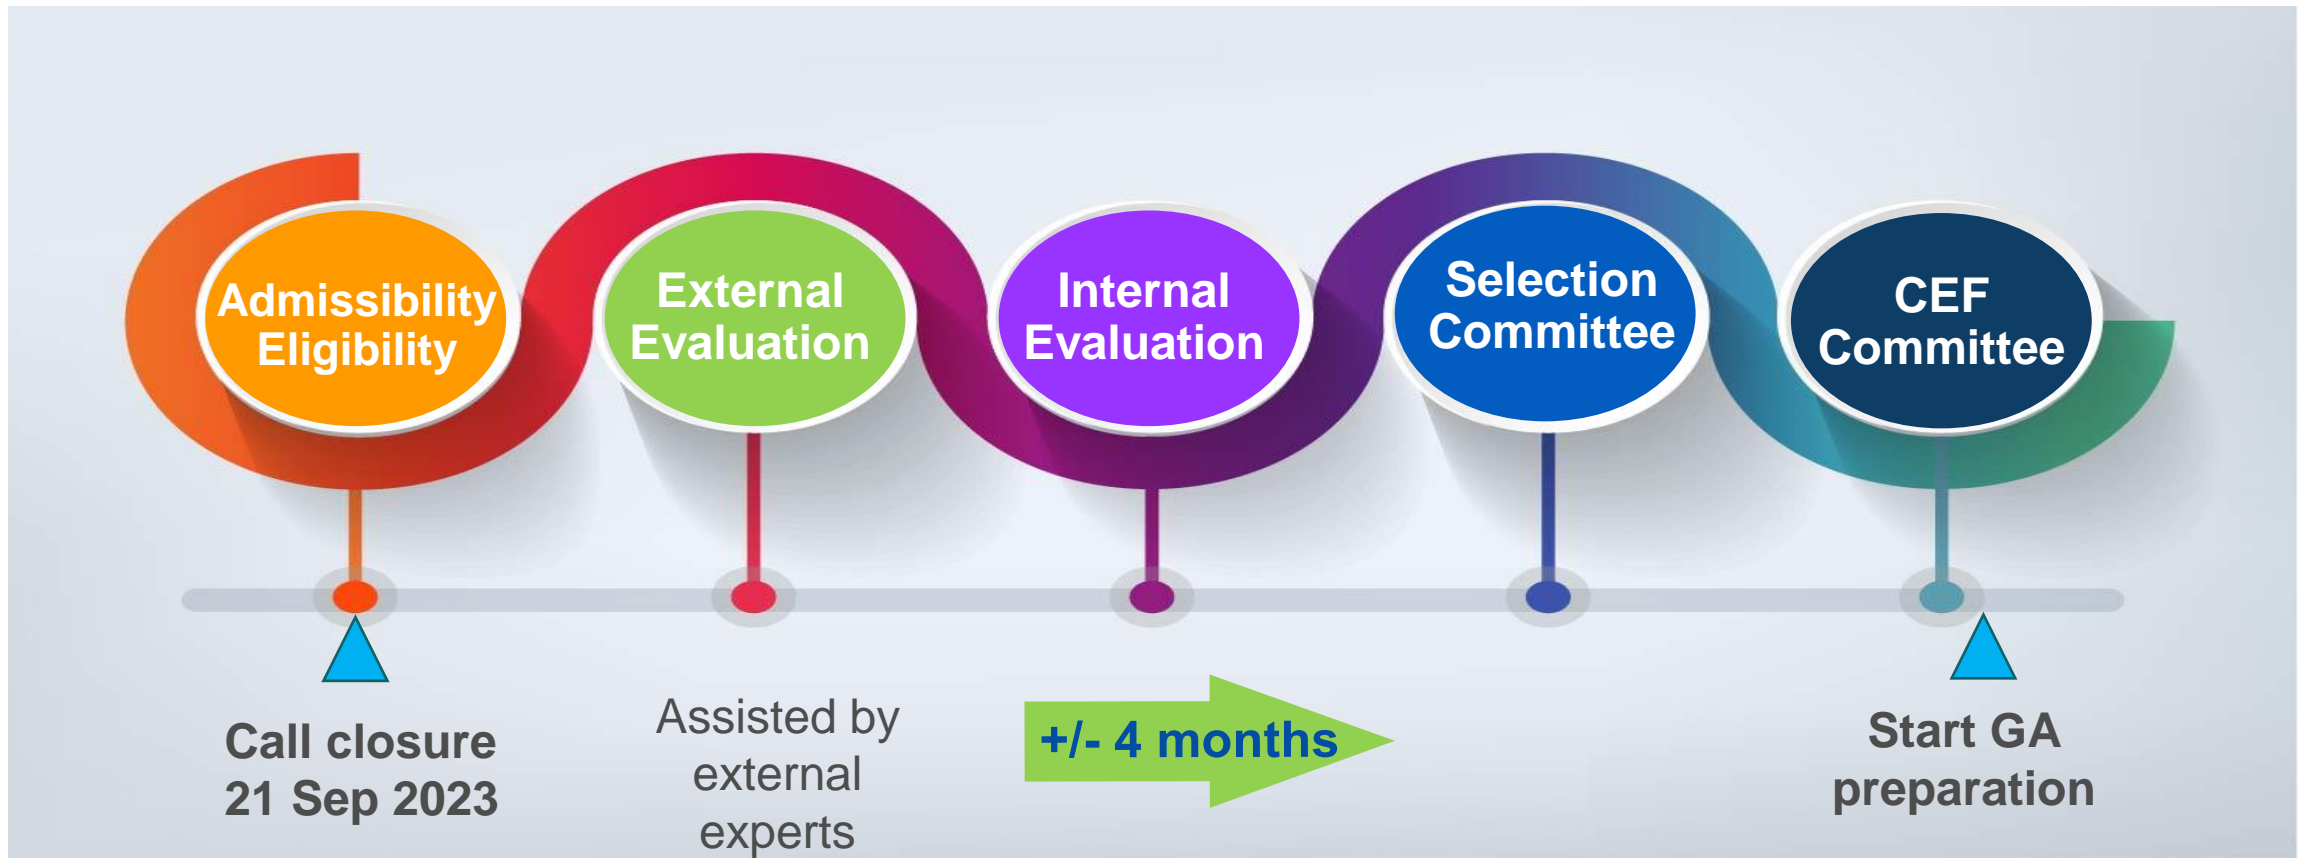 Admissibility
Eligibility
External
Evaluation
Internal
Evaluation
Selection
Committee
CEF
Committee
Call closure
21 Sep 2023
Assisted by
external
experts
+/- 4 months
Start GA
preparation